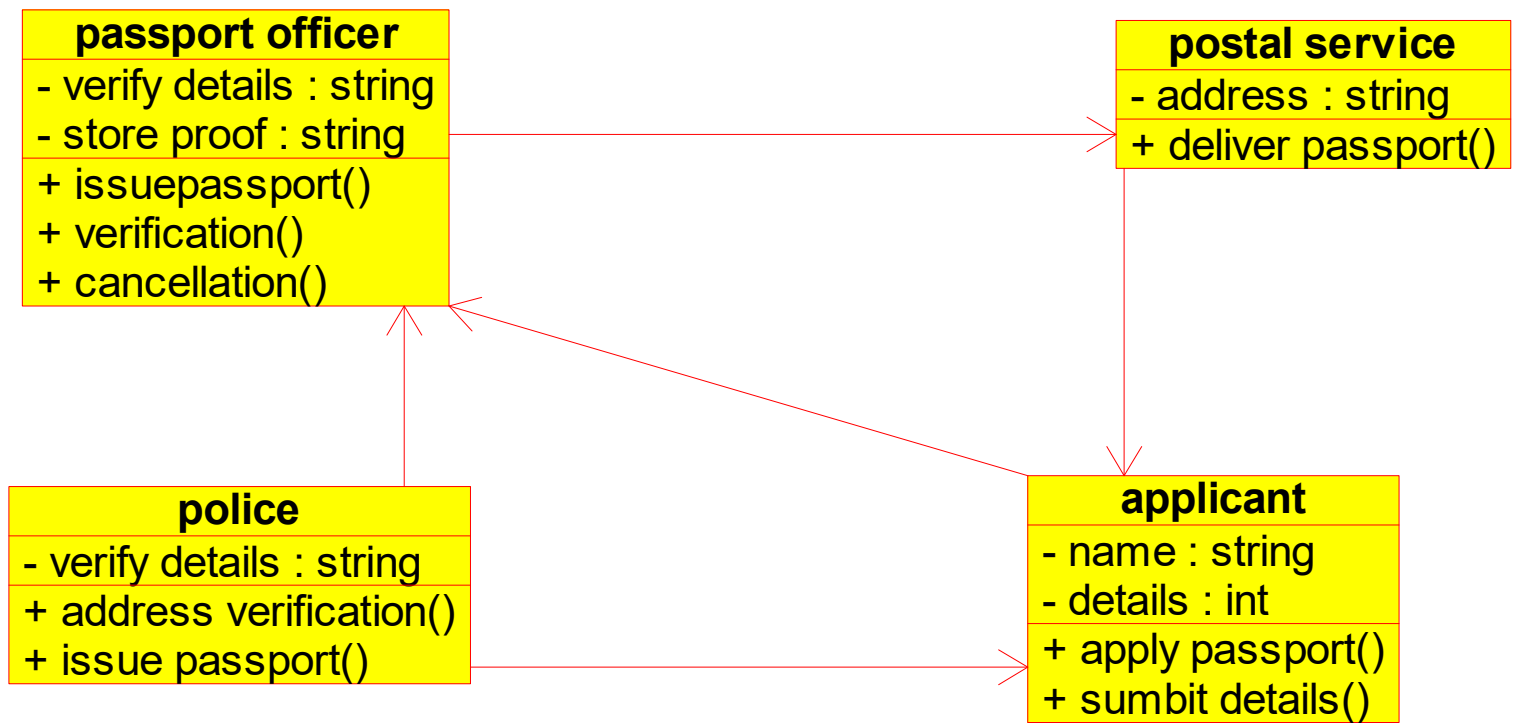 passport officer
- verify details : string
- store proof : string
+ issuepassport()
+ verification()
+ cancellation()
postal service
- address : string
+ deliver passport()
police
- verify details : string
+ address verification()
+ issue passport()
applicant
- name : string
- details : int
+ apply passport()
+ sumbit details()